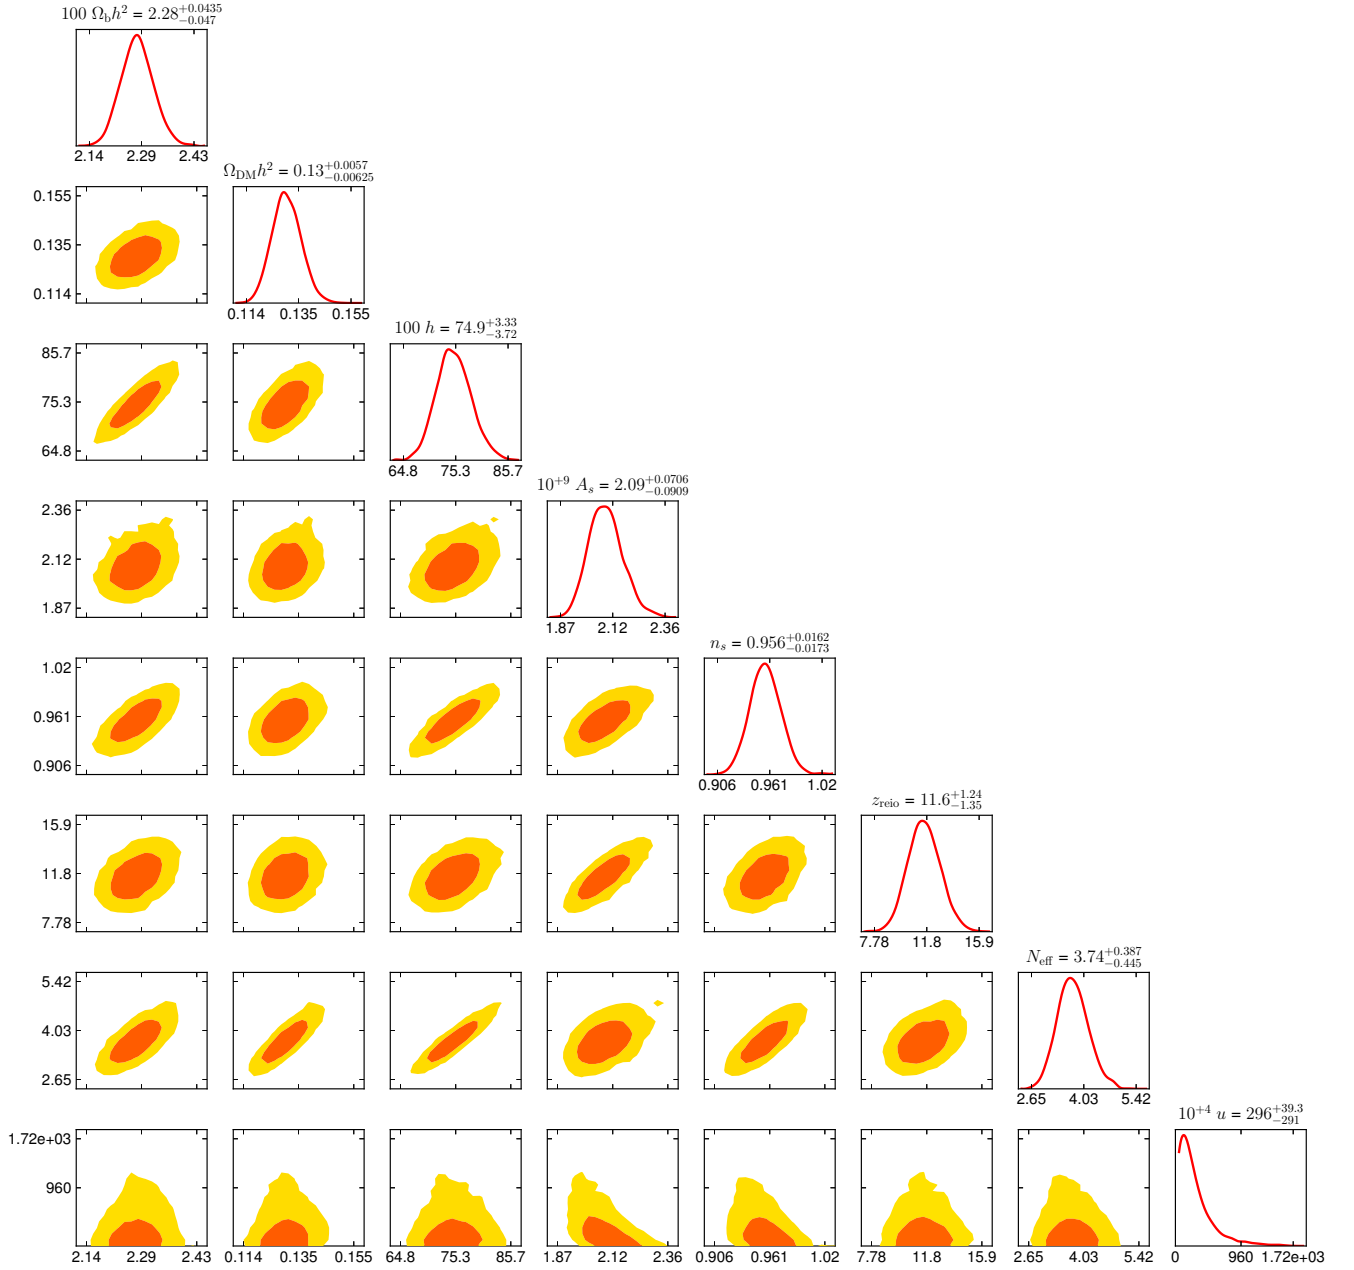 100 Ω_b h² = 2.28^{+0.0435}_{-0.047}
2.14 2.29 2.43
Ω_DM h² = 0.13^{+0.0057}_{-0.00625}
0.155
0.135
0.114
0.114 0.135 0.155
100 h = 74.9^{+3.33}_{-3.72}
85.7
75.3
64.8
64.8 75.3 85.7
10^{+9} A_s = 2.09^{+0.0706}_{-0.0909}
2.36
2.12
1.87
1.87 2.12 2.36
n_s = 0.956^{+0.0162}_{-0.0173}
1.02
0.961
0.906
0.906 0.961 1.02
z_reio = 11.6^{+1.24}_{-1.35}
15.9
11.8
7.78
7.78 11.8 15.9
N_eff = 3.74^{+0.387}_{-0.445}
5.42
4.03
2.65
2.65 4.03 5.42
10^{+4} u = 296^{+39.3}_{-291}
1.72e+03
960
2.14 2.29 2.43 0.114 0.135 0.155 64.8 75.3 85.7 1.87 2.12 2.36 0.906 0.961 1.02 7.78 11.8 15.9 2.65 4.03 5.42 0 960 1.72e+03